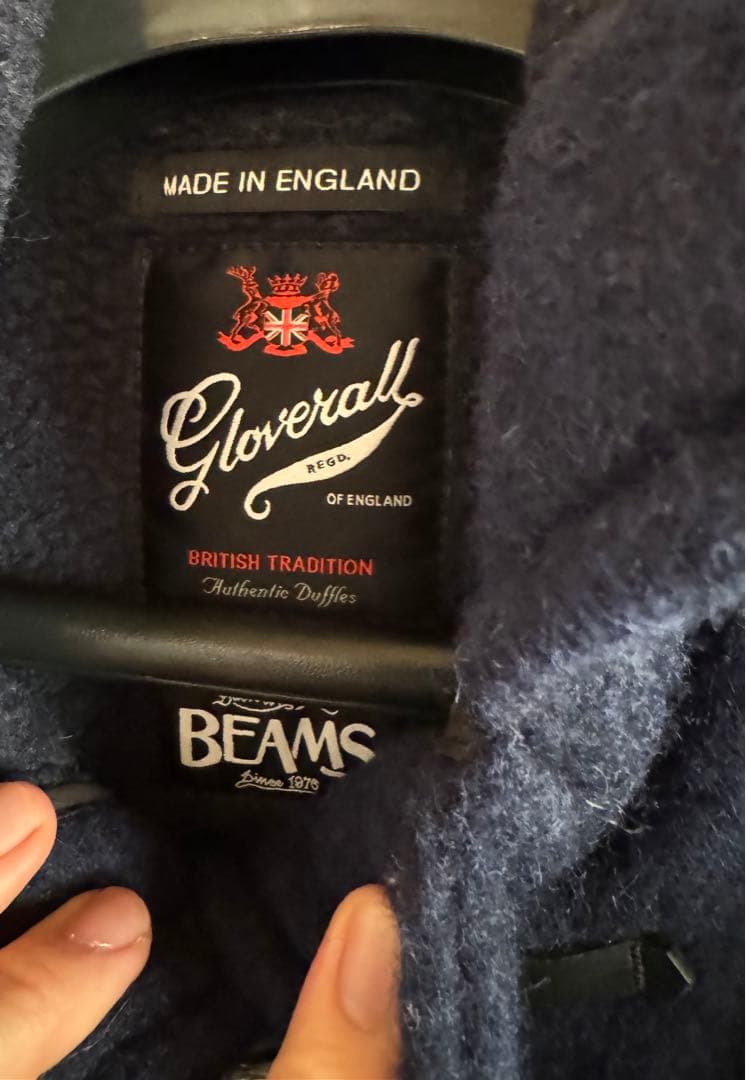 MADE IN ENGLAND
Gloverall
REGD.
OF ENGLAND
BRITISH TRADITION
Authentic Duffles
BEAMS
Since 1976